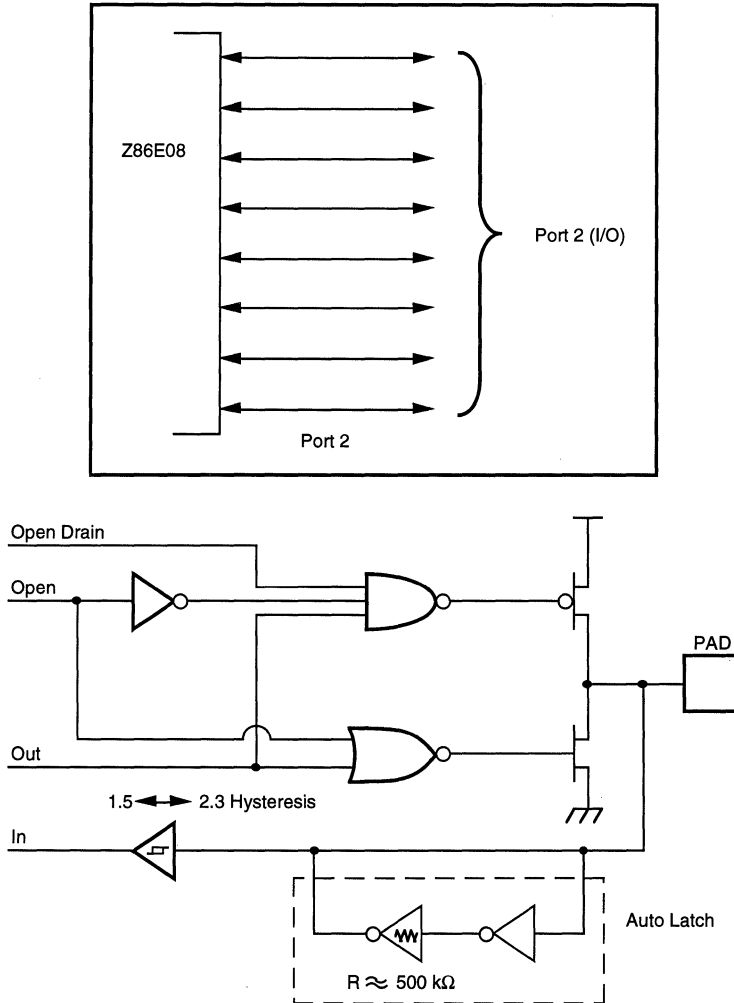 Z86E08
Port 2 (I/O)
Port 2
Open Drain
Open
PAD
Out
1.5 2.3 Hysteresis
In
Auto Latch
R ≈ 500 kΩ